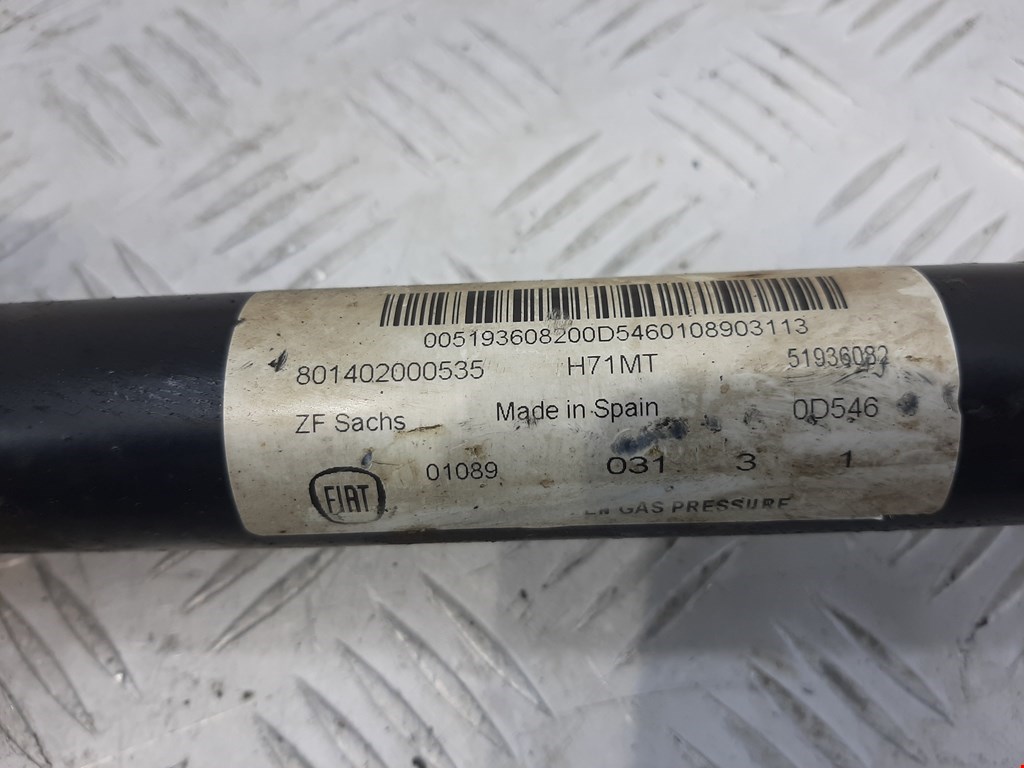 005193608200D5460108903113
801402000535 H71MT 51936082
ZF Sachs Made in Spain 0D546
FIAT 01089 031 3 1
GAS PRESSURE